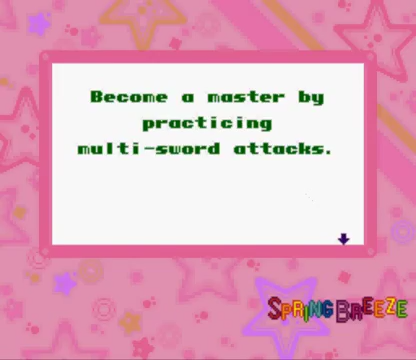 Become a master by
practicing
multi-sword attacks.
SPRING BREEZE